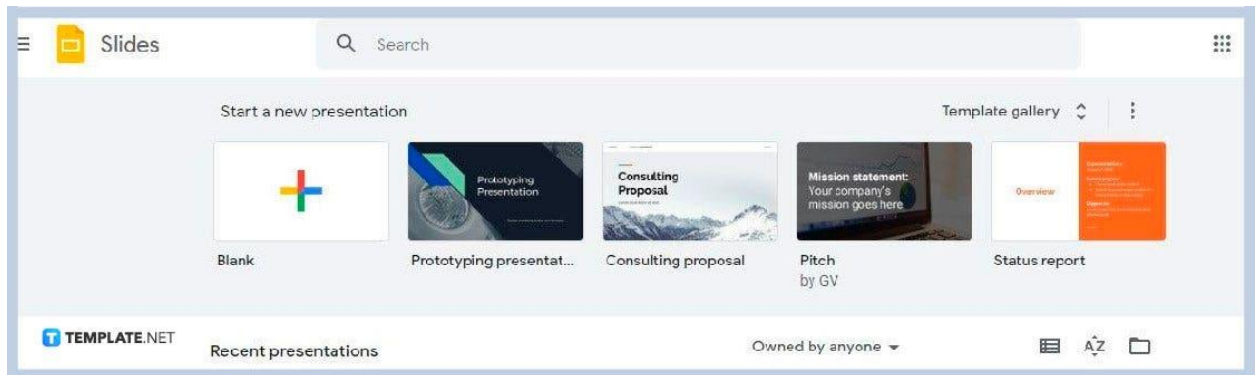 Slides
Search
Start a new presentation
Template gallery
Prototyping
Presentation
Consulting
Proposal
Mission statement:
Your company's
mission goes here
Overview
Blank
Prototyping presentat...
Consulting proposal
Pitch
by GV
Status report
T TEMPLATE.NET
Recent presentations
Owned by anyone
AZ